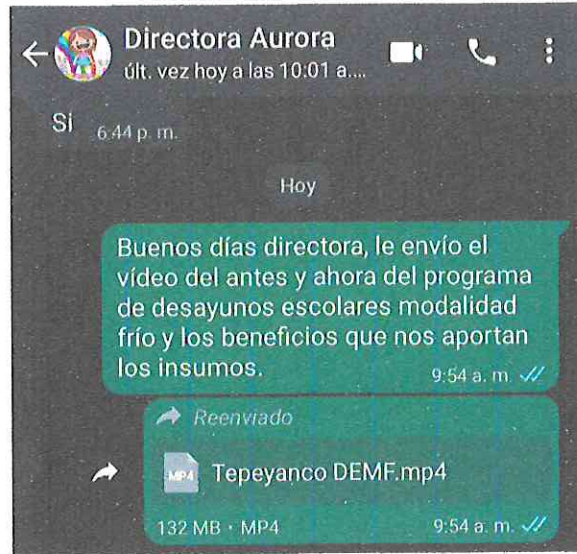 Directora Aurora
últ. vez hoy a las 10:01 a....
Si 6:44 p. m.
Hoy
Buenos días directora, le envío el
vídeo del antes y ahora del programa
de desayunos escolares modalidad
frío y los beneficios que nos aportan
los insumos.
9:54 a. m.
Reenviado
MP4 Tepeyanco DEMF.mp4
132 MB · MP4 9:54 a. m.